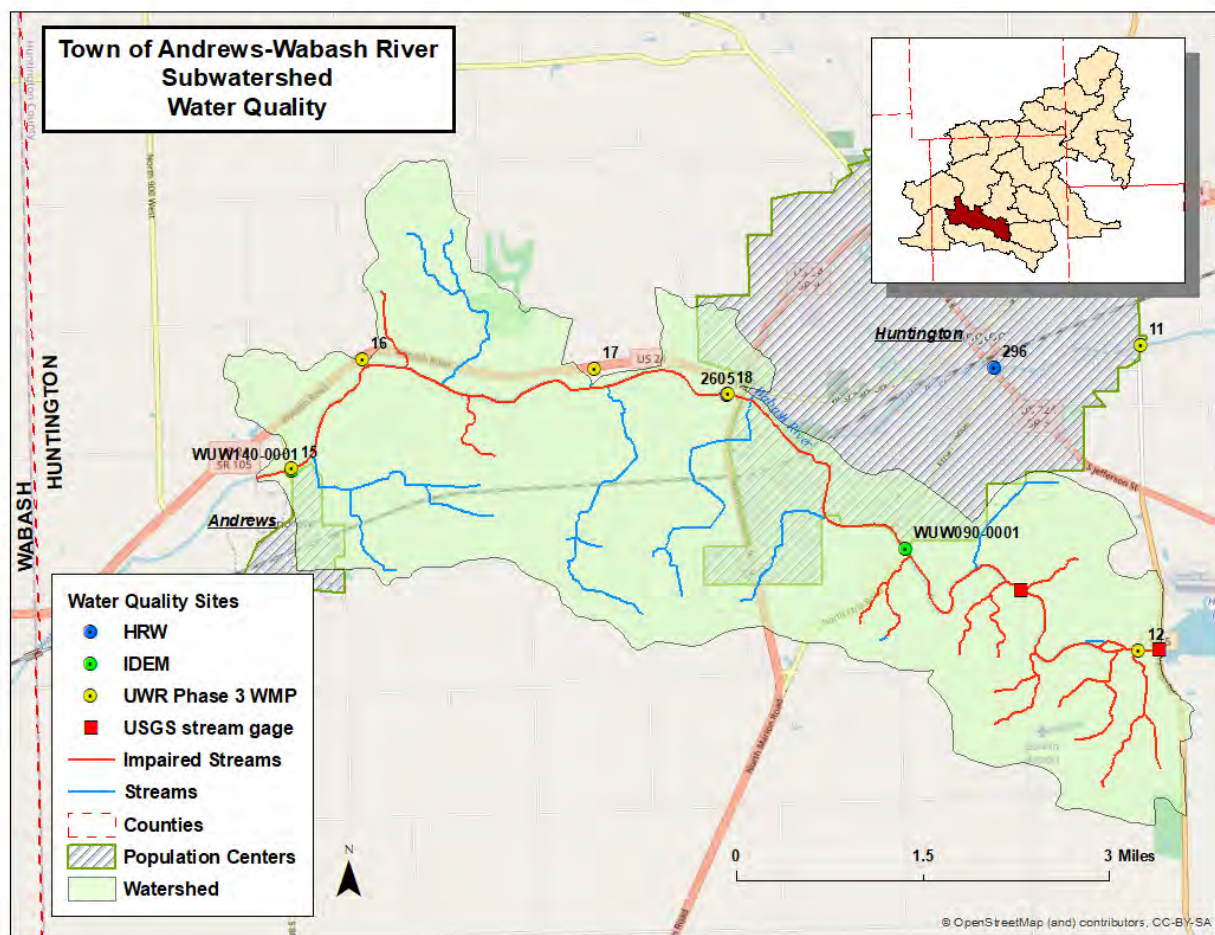 Town of Andrews-Wabash River
Subwatershed
Water Quality
Huntington County
North 900 West
16
17
US 2
2605 18
Wabash River
Huntington
296
11
S Jefferson St
WUW140-0001
15
SR 105
Andrews
WABASH
HUNTINGTON
WUW090-0001
12
North Marion Road
Water Quality Sites
HRW
IDEM
UWR Phase 3 WMP
USGS stream gage
Impaired Streams
Streams
Counties
Population Centers
Watershed
N
0 1.5 3 Miles
© OpenStreetMap (and) contributors, CC-BY-SA